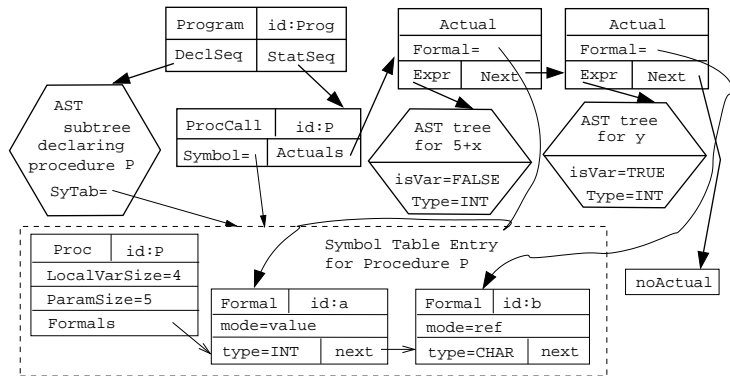 Program id:Prog
DeclSeq StatSeq
Actual
Formal=
Expr Next
Actual
Formal=
Expr Next
AST
subtree
declaring
procedure P
SyTab=
ProcCall id:P
Symbol= Actuals
AST tree
for 5+x
isVar=FALSE
Type=INT
AST tree
for y
isVar=TRUE
Type=INT
Symbol Table Entry
for Procedure P
Proc id:P
LocalVarSize=4
ParamSize=5
Formals
Formal id:a
mode=value
type=INT next
Formal id:b
mode=ref
type=CHAR next
noActual